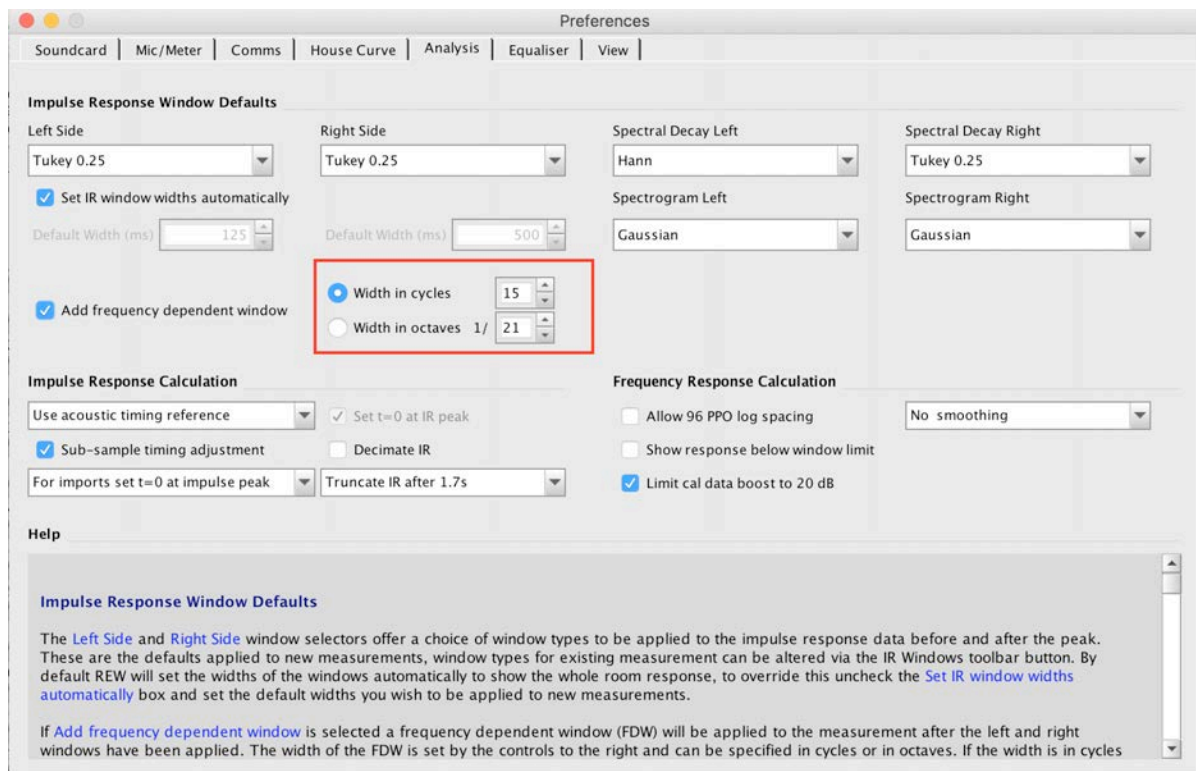 Preferences
Soundcard
Mic/Meter
Comms
House Curve
Analysis
Equaliser
View
Impulse Response Window Defaults
Left Side
Right Side
Spectral Decay Left
Spectral Decay Right
Tukey 0.25
Tukey 0.25
Hann
Tukey 0.25
Set IR window widths automatically
Spectrogram Left
Spectrogram Right
Default Width (ms) 125
Default Width (ms) 500
Gaussian
Gaussian
Add frequency dependent window
Width in cycles 15
Width in octaves 1/ 21
Impulse Response Calculation
Frequency Response Calculation
Use acoustic timing reference
Set t=0 at IR peak
Allow 96 PPO log spacing
No smoothing
Sub-sample timing adjustment
Decimate IR
Show response below window limit
For imports set t=0 at impulse peak
Truncate IR after 1.7s
Limit cal data boost to 20 dB
Help
Impulse Response Window Defaults
The Left Side and Right Side window selectors offer a choice of window types to be applied to the impulse response data before and after the peak.
These are the defaults applied to new measurements, window types for existing measurement can be altered via the IR Windows toolbar button. By
default REW will set the widths of the windows automatically to show the whole room response, to override this uncheck the Set IR window widths
automatically box and set the default widths you wish to be applied to new measurements.
If Add frequency dependent window is selected a frequency dependent window (FDW) will be applied to the measurement after the left and right
windows have been applied. The width of the FDW is set by the controls to the right and can be specified in cycles or in octaves. If the width is in cycles